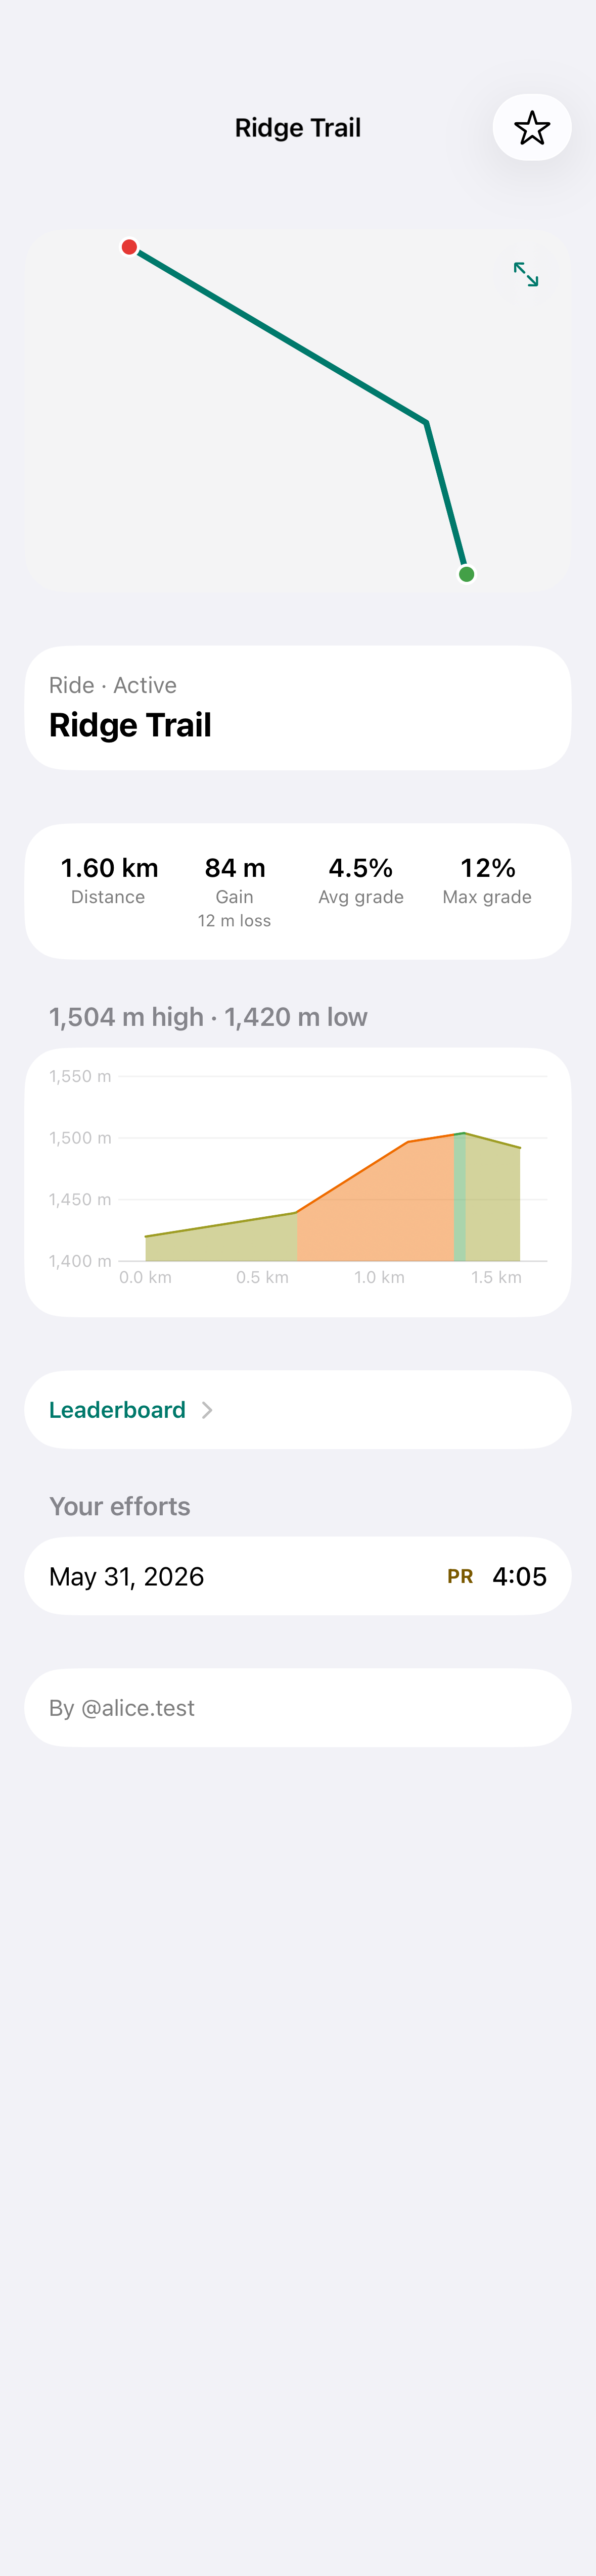 Ridge Trail
Ride · Active
Ridge Trail
1.60 km 84 m 4.5% 12%
Distance Gain Avg grade Max grade
12 m loss
1,504 m high · 1,420 m low
1,550 m
1,500 m
1,450 m
1,400 m
0.0 km 0.5 km 1.0 km 1.5 km
Leaderboard
Your efforts
May 31, 2026 PR 4:05
By @alice.test